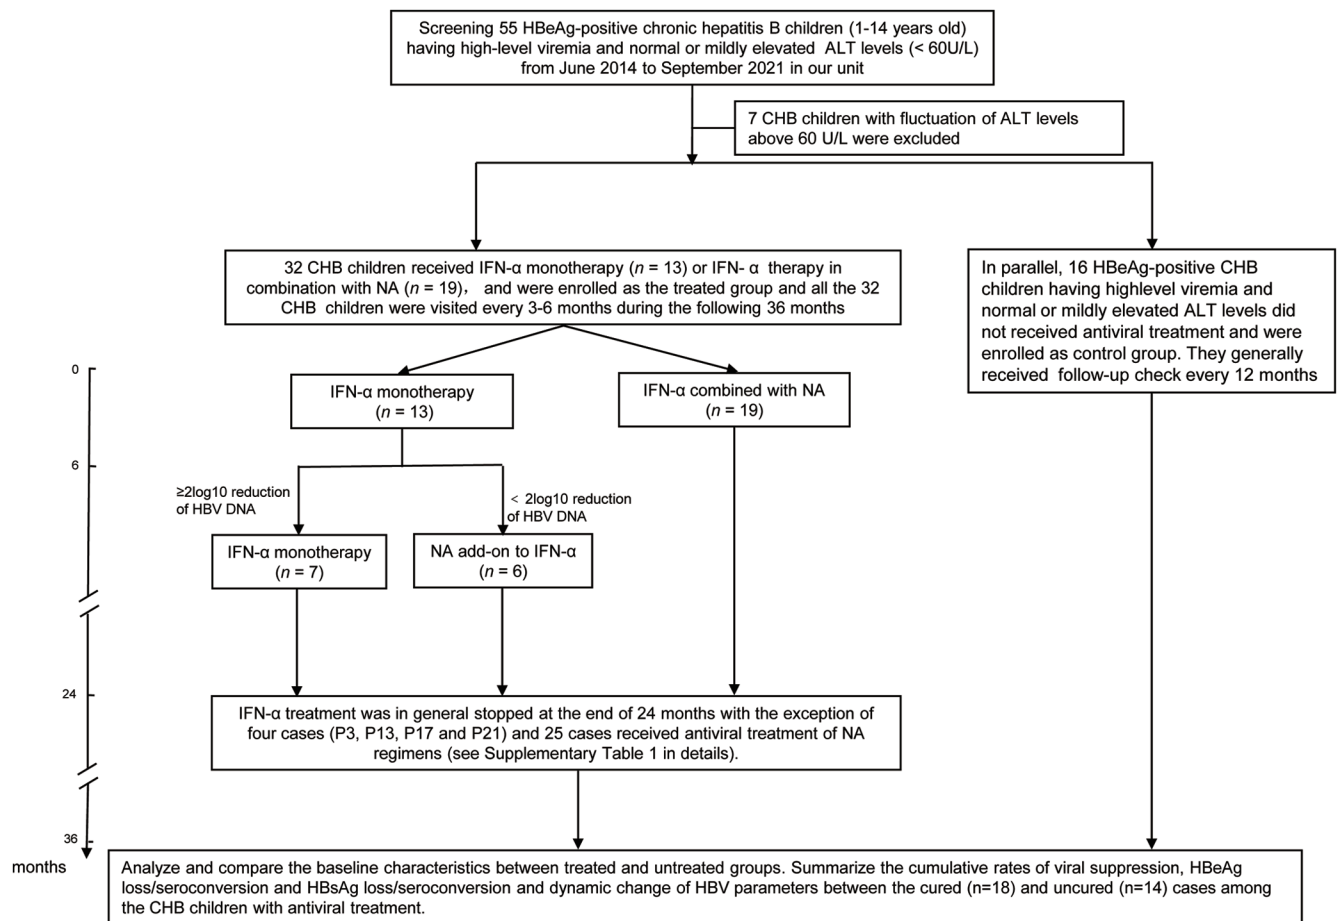 Screening 55 HBeAg-positive chronic hepatitis B children (1-14 years old)
having high-level viremia and normal or mildly elevated ALT levels (< 60U/L)
from June 2014 to September 2021 in our unit
7 CHB children with fluctuation of ALT levels
above 60 U/L were excluded
32 CHB children received IFN-α monotherapy (n = 13) or IFN- α therapy in
combination with NA (n = 19), and were enrolled as the treated group and all the 32
CHB children were visited every 3-6 months during the following 36 months
In parallel, 16 HBeAg-positive CHB
children having highlevel viremia and
normal or mildly elevated ALT levels did
not received antiviral treatment and were
enrolled as control group. They generally
received follow-up check every 12 months
0
IFN-α monotherapy
(n = 13)
IFN-α combined with NA
(n = 19)
6
≥2log10 reduction
of HBV DNA
< 2log10 reduction
of HBV DNA
IFN-α monotherapy
(n = 7)
NA add-on to IFN-α
(n = 6)
24
IFN-α treatment was in general stopped at the end of 24 months with the exception of
four cases (P3, P13, P17 and P21) and 25 cases received antiviral treatment of NA
regimens (see Supplementary Table 1 in details).
36
months
Analyze and compare the baseline characteristics between treated and untreated groups. Summarize the cumulative rates of viral suppression, HBeAg
loss/seroconversion and HBsAg loss/seroconversion and dynamic change of HBV parameters between the cured (n=18) and uncured (n=14) cases among
the CHB children with antiviral treatment.